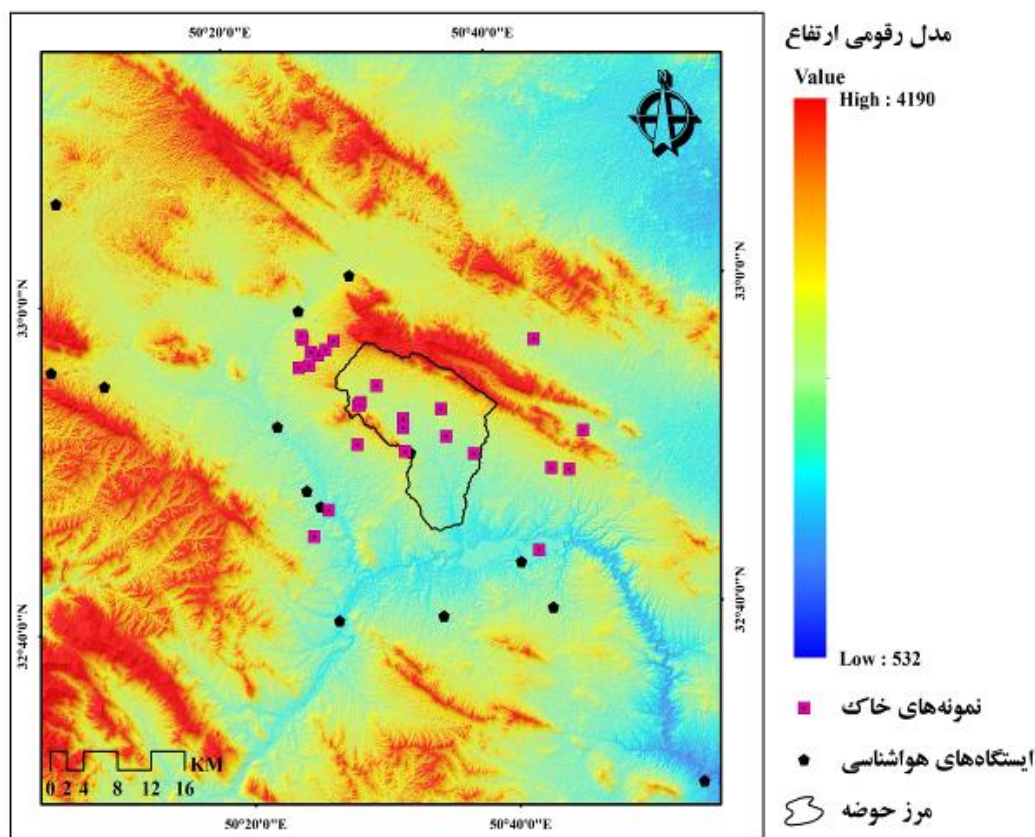 50°20'0"E
50°40'0"E
33°0'0"N
33°0'0"N
32°40'0"N
32°40'0"N
N
KM
0 2 4 8 12 16
50°20'0"E
50°40'0"E
مدل رقومی ارتفاع
Value
High : 4190
Low : 532
نمونه‌های خاک
ایستگاه‌های هواشناسی
مرز حوضه